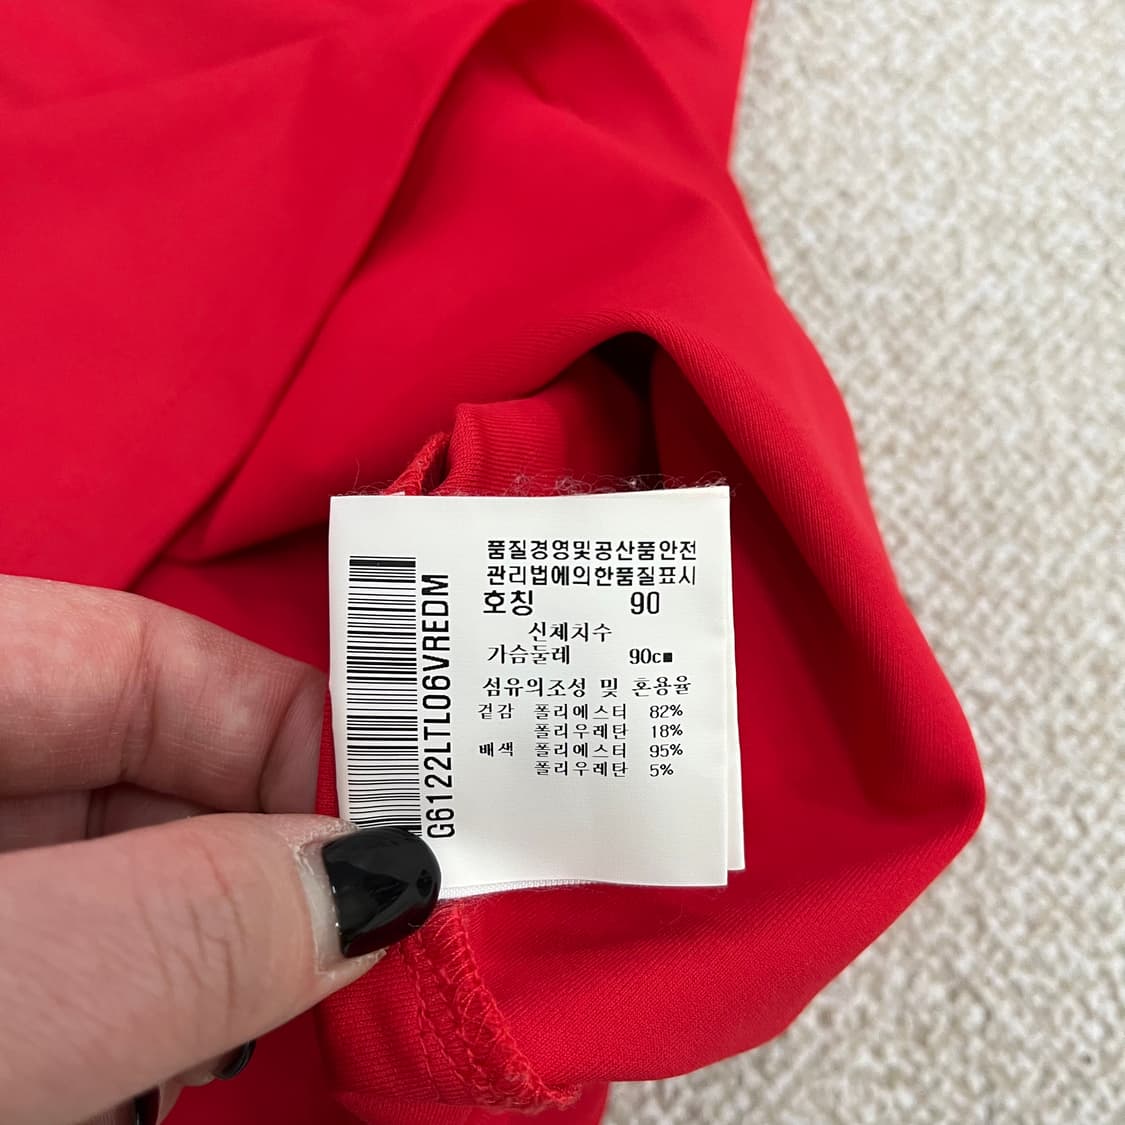 품질경영및공산품안전
관리법에의한품질표시
호칭 90
신체치수
가슴둘레 90c■
섬유의조성 및 혼용율
겉감 폴리에스터 82%
폴리우레탄 18%
배색 폴리에스터 95%
폴리우레탄 5%
G6122LTL06VREDM